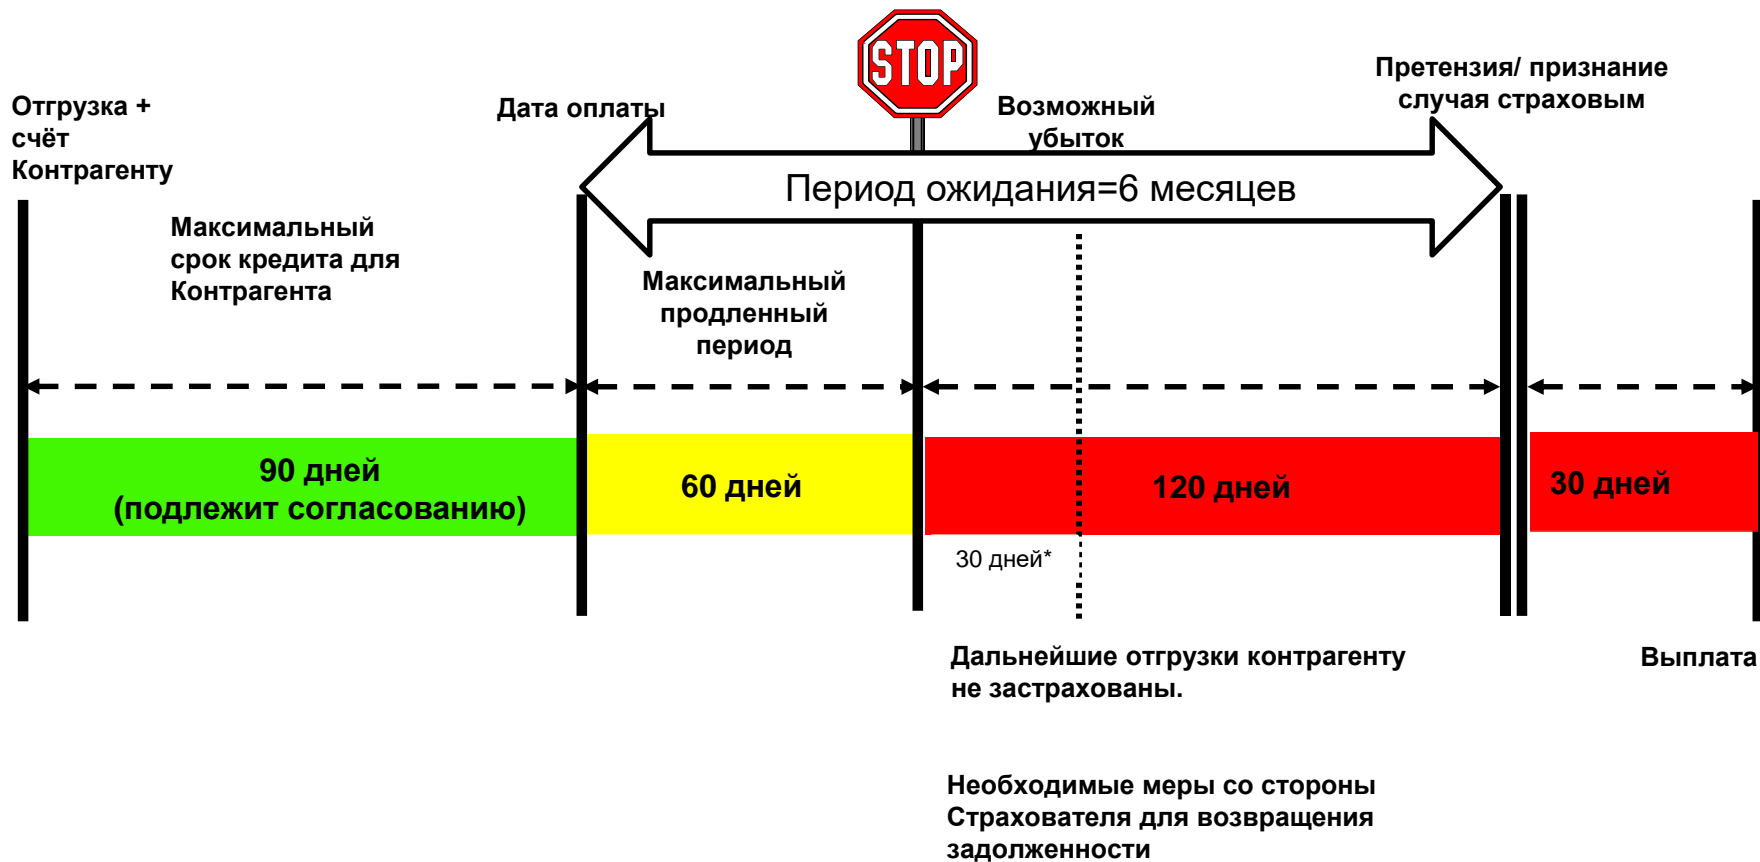 STOP
Отгрузка +
счёт
Контрагенту
Дата оплаты
Возможный
убыток
Претензия/ признание
случая страховым
Период ожидания=6 месяцев
Максимальный
срок кредита для
Контрагента
Максимальный
продленный
период
90 дней
(подлежит согласованию)
60 дней
120 дней
30 дней
30 дней*
Дальнейшие отгрузки контрагенту
не застрахованы.
Выплата
Необходимые меры со стороны
Страхователя для возвращения
задолженности